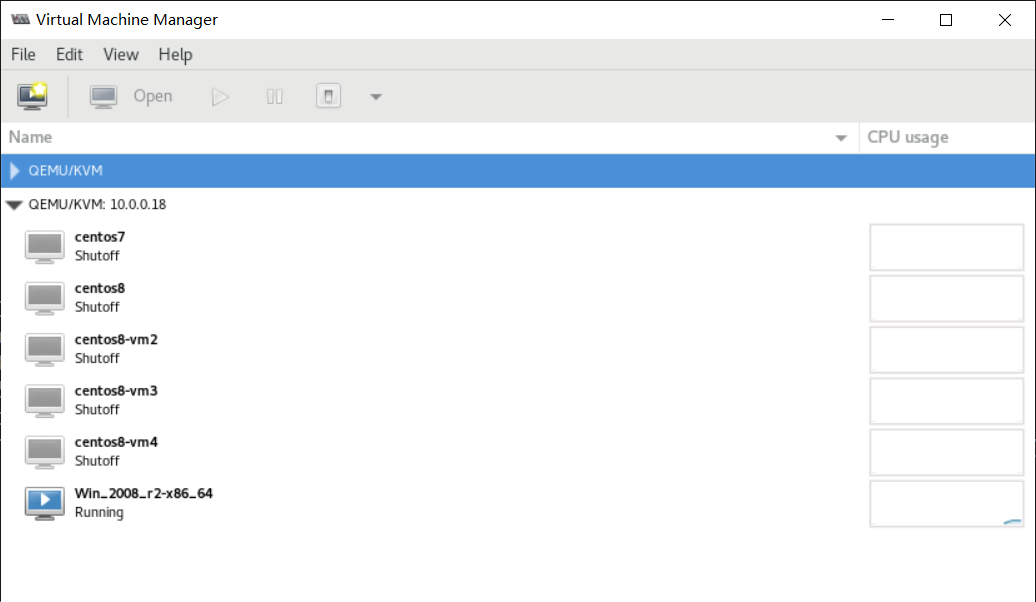 Virtual Machine Manager
File Edit View Help
Open
Name CPU usage
QEMU/KVM
QEMU/KVM: 10.0.0.18
centos7
Shutoff
centos8
Shutoff
centos8-vm2
Shutoff
centos8-vm3
Shutoff
centos8-vm4
Shutoff
Win_2008_r2-x86_64
Running